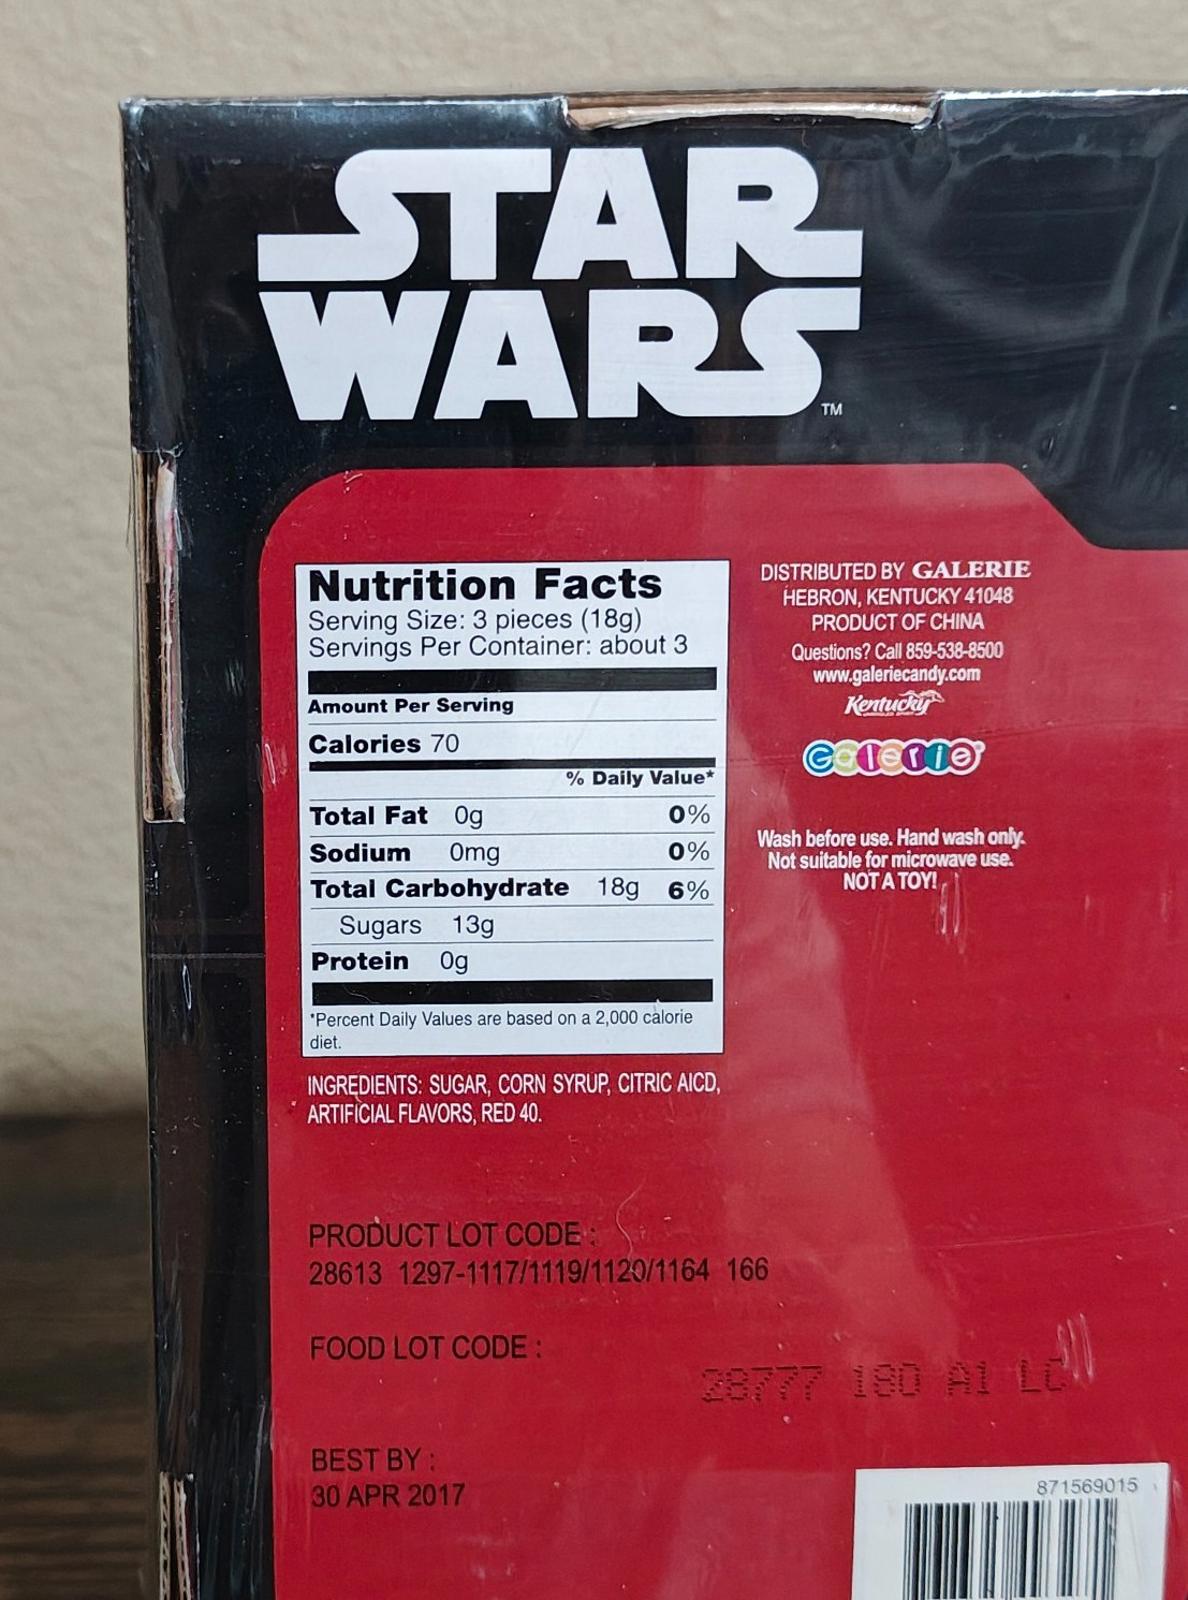 STAR
WARS
TM
Nutrition Facts
Serving Size: 3 pieces (18g)
Servings Per Container: about 3
Amount Per Serving
Calories 70
% Daily Value*
Total Fat 0g 0%
Sodium 0mg 0%
Total Carbohydrate 18g 6%
Sugars 13g
Protein 0g
*Percent Daily Values are based on a 2,000 calorie
diet.
INGREDIENTS: SUGAR, CORN SYRUP, CITRIC AICD,
ARTIFICIAL FLAVORS, RED 40.
DISTRIBUTED BY GALERIE
HEBRON, KENTUCKY 41048
PRODUCT OF CHINA
Questions? Call 859-538-8500
www.galeriecandy.com
Kentucky
Galerie
Wash before use. Hand wash only.
Not suitable for microwave use.
NOT A TOY!
PRODUCT LOT CODE :
28613 1297-1117/1119/1120/1164 166
FOOD LOT CODE :
28777 180 A1 LC
BEST BY :
30 APR 2017
871569015